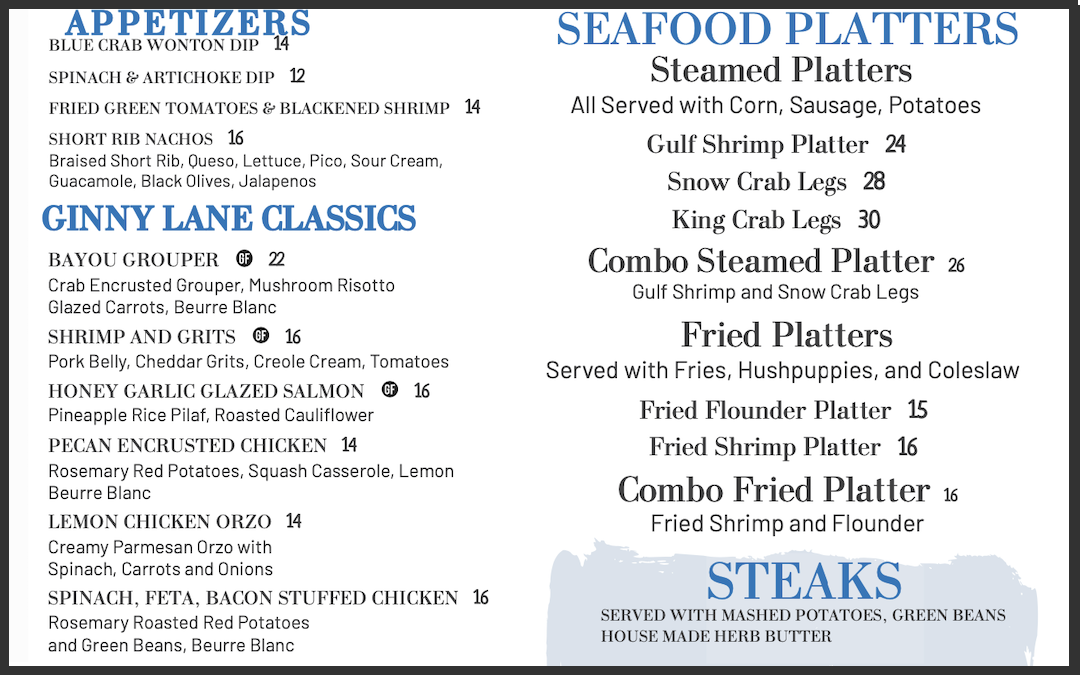 APPETIZERS
BLUE CRAB WONTON DIP 14
SPINACH & ARTICHOKE DIP 12
FRIED GREEN TOMATOES & BLACKENED SHRIMP 14
SHORT RIB NACHOS 16
Braised Short Rib, Queso, Lettuce, Pico, Sour Cream,
Guacamole, Black Olives, Jalapenos
GINNY LANE CLASSICS
BAYOU GROUPER GF 22
Crab Encrusted Grouper, Mushroom Risotto
Glazed Carrots, Beurre Blanc
SHRIMP AND GRITS GF 16
Pork Belly, Cheddar Grits, Creole Cream, Tomatoes
HONEY GARLIC GLAZED SALMON GF 16
Pineapple Rice Pilaf, Roasted Cauliflower
PECAN ENCRUSTED CHICKEN 14
Rosemary Red Potatoes, Squash Casserole, Lemon
Beurre Blanc
LEMON CHICKEN ORZO 14
Creamy Parmesan Orzo with
Spinach, Carrots and Onions
SPINACH, FETA, BACON STUFFED CHICKEN 16
Rosemary Roasted Red Potatoes
and Green Beans, Beurre Blanc
SEAFOOD PLATTERS
Steamed Platters
All Served with Corn, Sausage, Potatoes
Gulf Shrimp Platter 24
Snow Crab Legs 28
King Crab Legs 30
Combo Steamed Platter 26
Gulf Shrimp and Snow Crab Legs
Fried Platters
Served with Fries, Hushpuppies, and Coleslaw
Fried Flounder Platter 15
Fried Shrimp Platter 16
Combo Fried Platter 16
Fried Shrimp and Flounder
STEAKS
SERVED WITH MASHED POTATOES, GREEN BEANS
HOUSE MADE HERB BUTTER